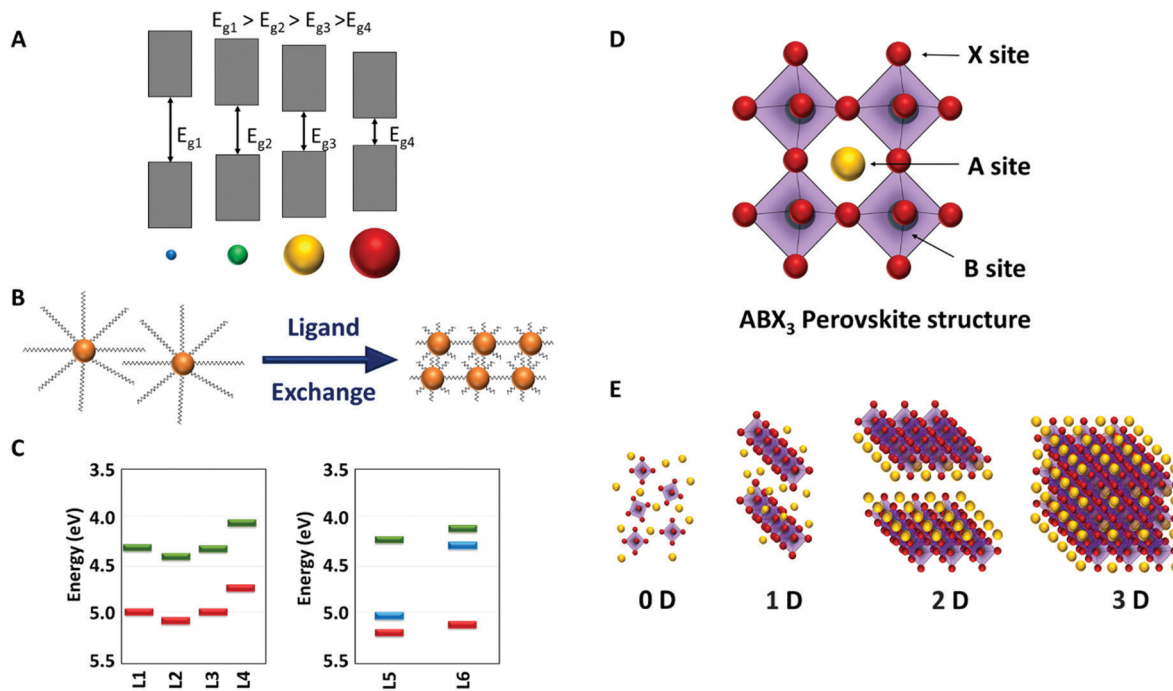 A
E_g1 > E_g2 > E_g3 >E_g4
E_g1
E_g2
E_g3
E_g4
B
Ligand
Exchange
C
3.5
4.0
4.5
5.0
5.5
Energy (eV)
L1
L2
L3
L4
3.5
4.0
4.5
5.0
5.5
Energy (eV)
L5
L6
D
X site
A site
B site
ABX₃ Perovskite structure
E
0 D
1 D
2 D
3 D